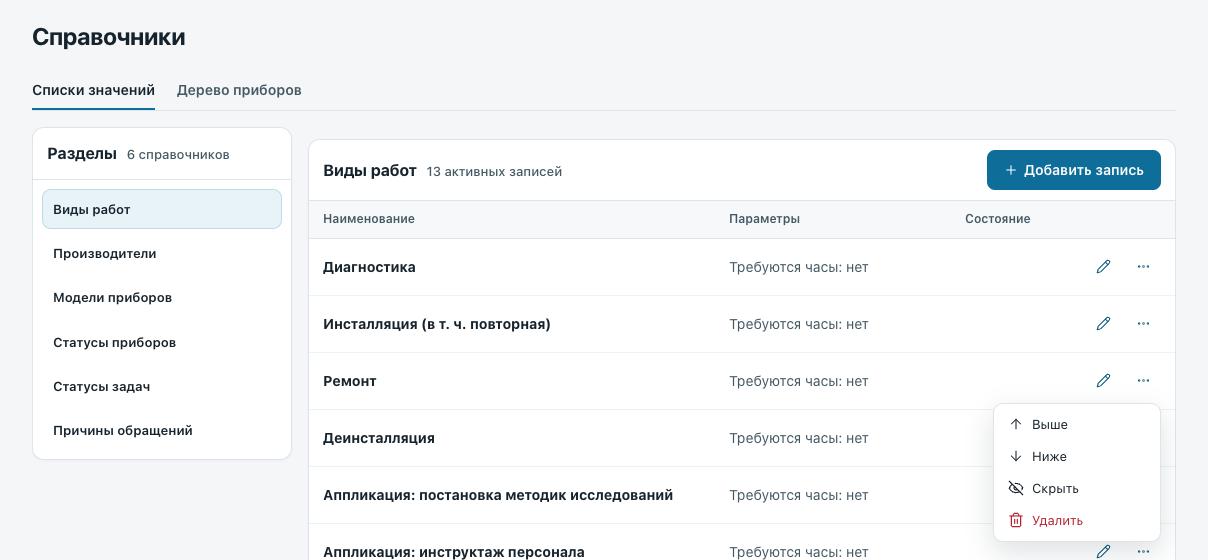 Справочники
Списки значений Дерево приборов
Разделы 6 справочников
Виды работ
Производители
Модели приборов
Статусы приборов
Статусы задач
Причины обращений
Виды работ 13 активных записей
Добавить запись
Наименование Параметры Состояние
Диагностика Требуются часы: нет
Инсталляция (в т. ч. повторная) Требуются часы: нет
Ремонт Требуются часы: нет
Деинсталляция Требуются часы: нет
Аппликация: постановка методик исследований Требуются часы: нет
Аппликация: инструктаж персонала Требуются часы: нет
Выше
Ниже
Скрыть
Удалить